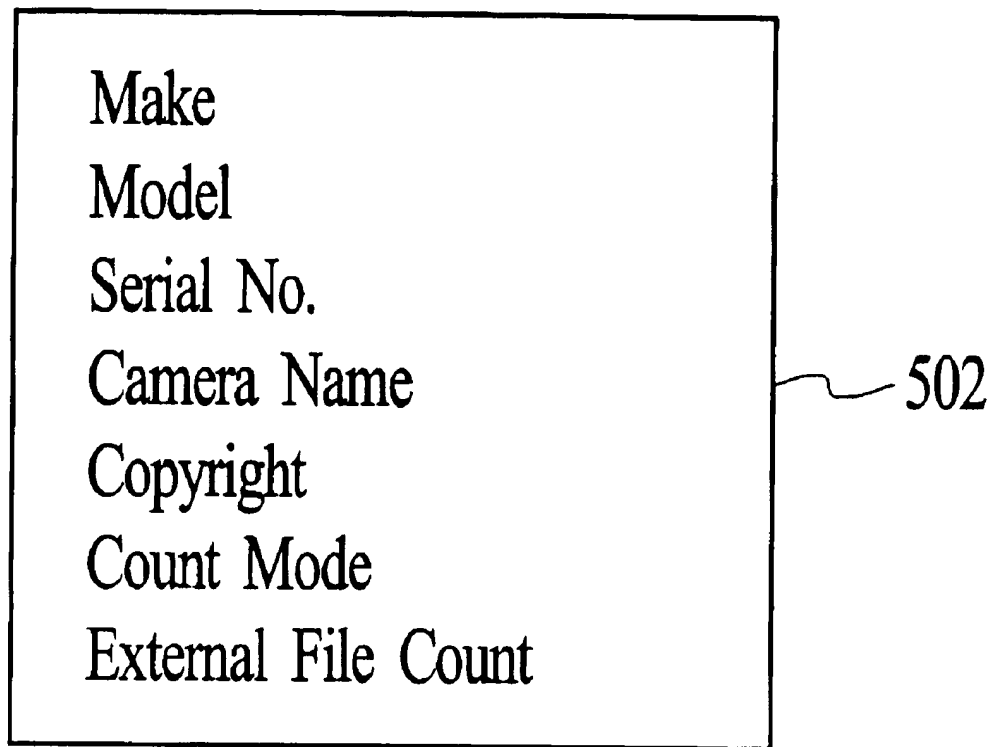 Make
Model
Serial No.
Camera Name
Copyright
Count Mode
External File Count
502